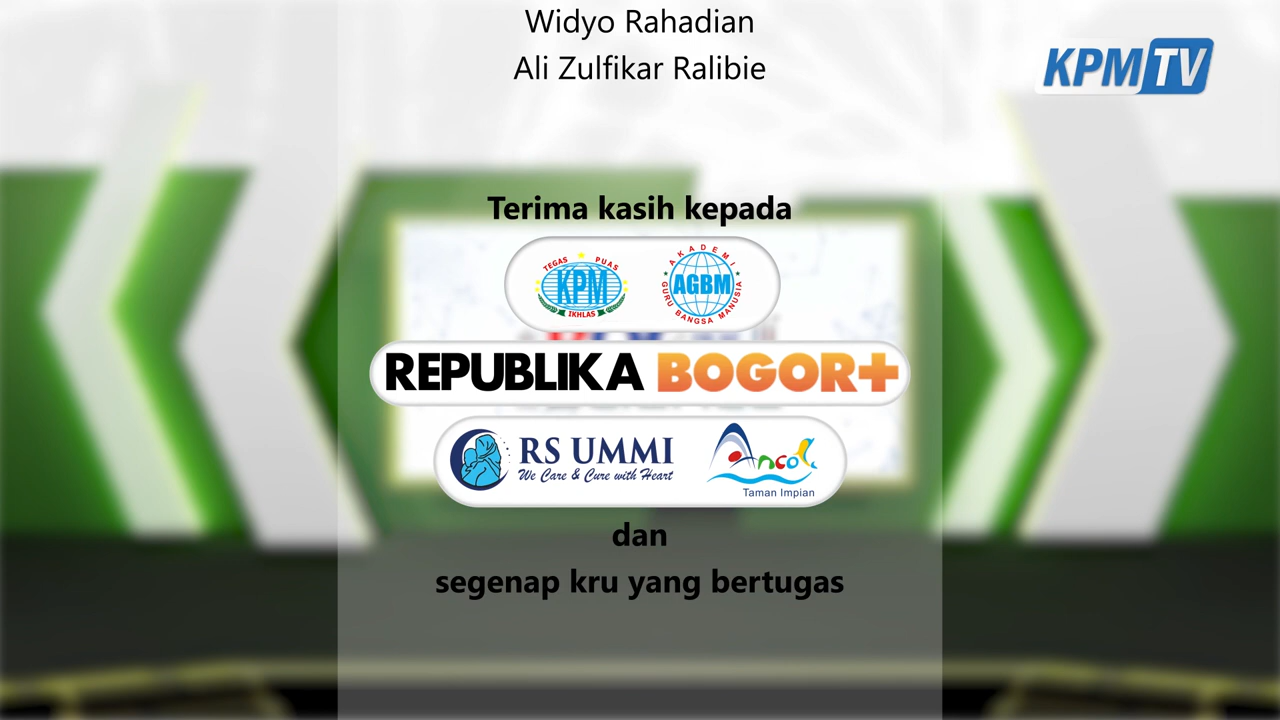 Widyo Rahadian
Ali Zulfikar Ralibie
KPMTV
Terima kasih kepada
TEGAS PUAS
KPM
IKHLAS
AKADEMI
AGBM
GURU BANGSA MANUSIA
REPUBLIKA BOGOR+
RS UMMI
We Care & Cure with Heart
Ancol
Taman Impian
dan
segenap kru yang bertugas